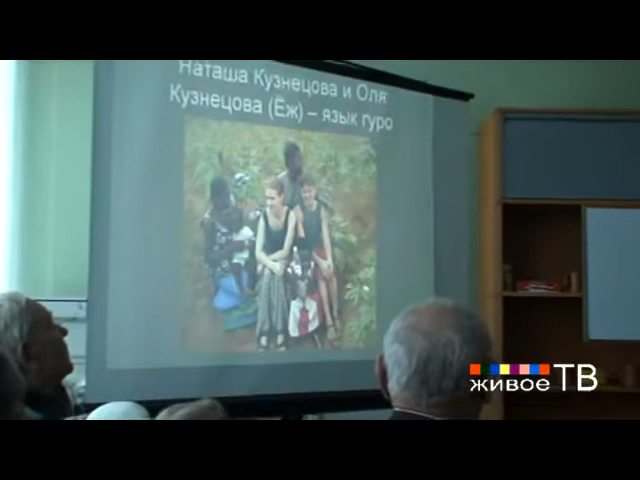 Наташа Кузнецова и Оля
Кузнецова (Ёж) – язык гуро
живое ТВ